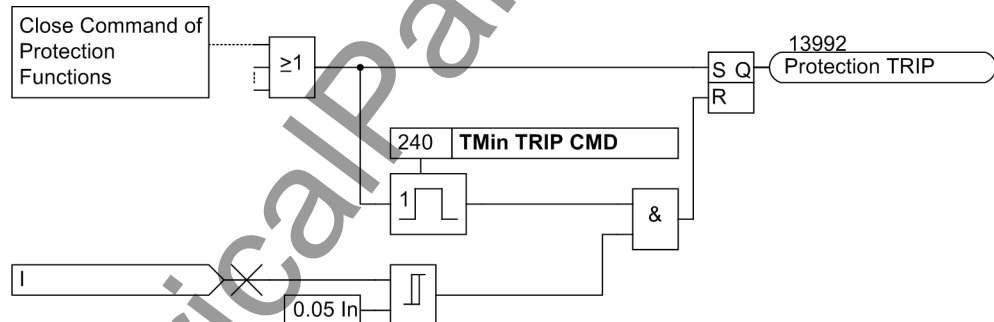 Close Command of
Protection
Functions
≥1
13992
S Q
Protection TRIP
R
240 TMin TRIP CMD
1
&
I
0.05 In